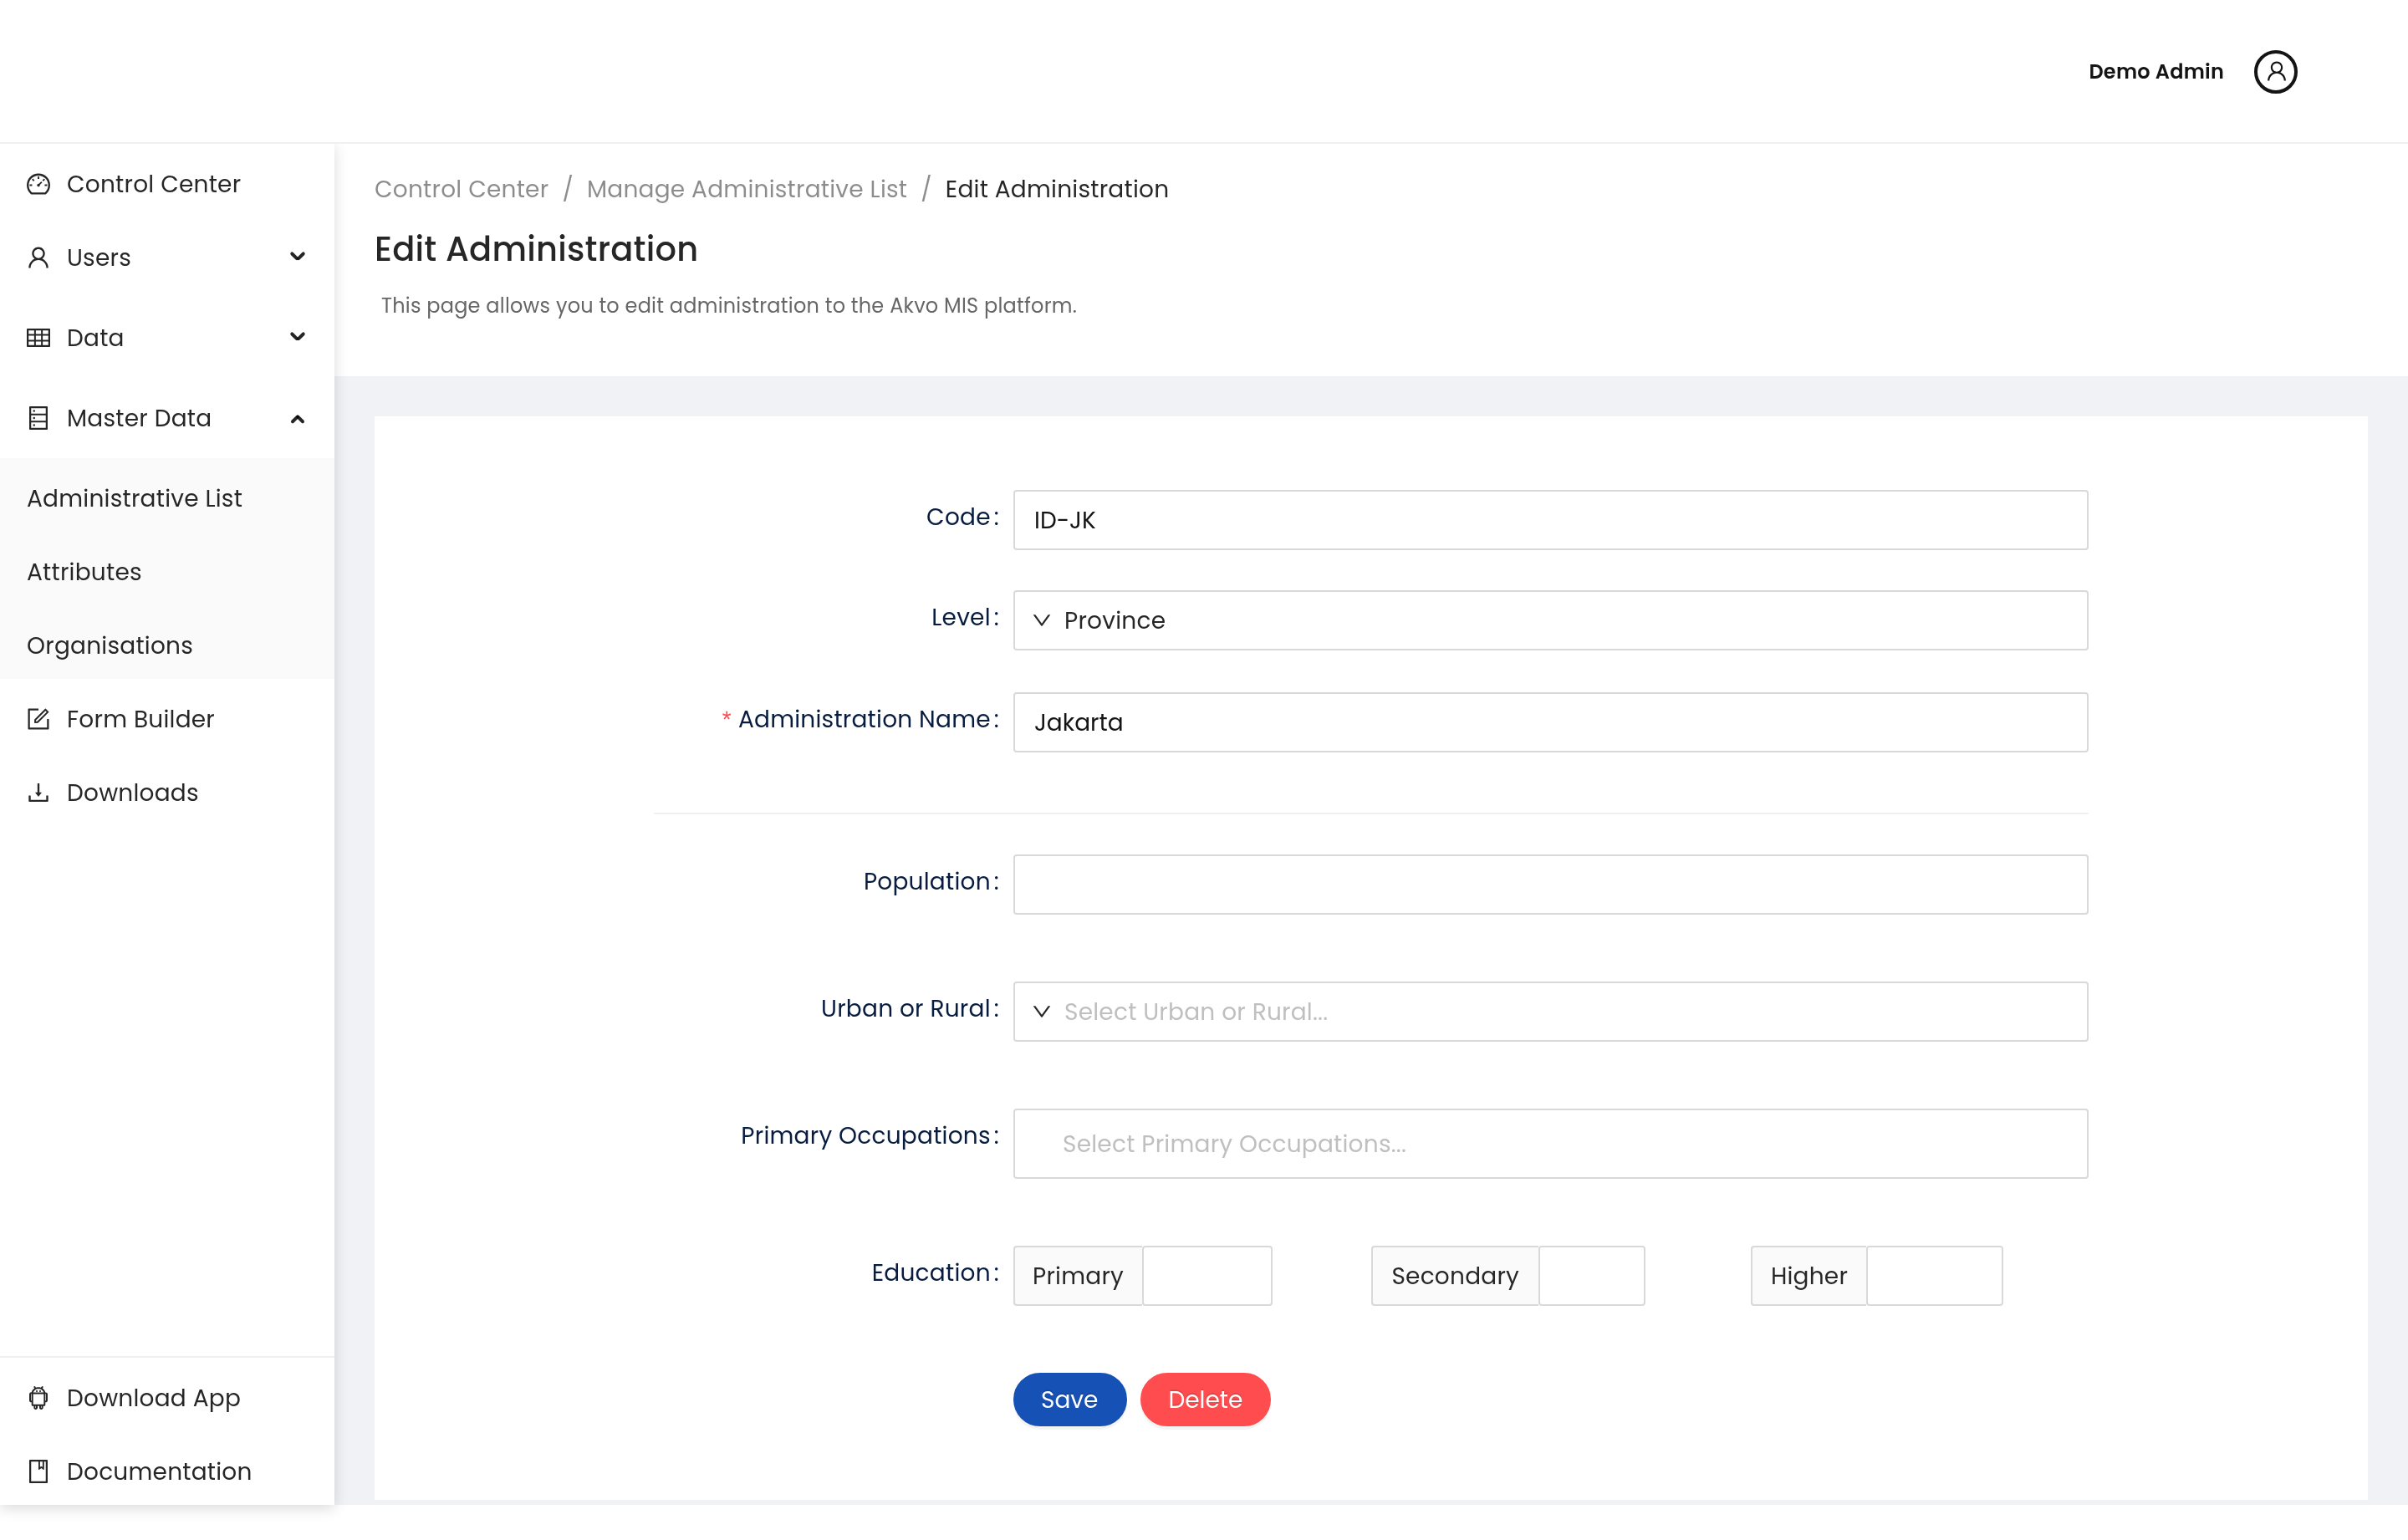 Demo Admin
Control Center
Users
Data
Master Data
Administrative List
Attributes
Organisations
Form Builder
Downloads
Download App
Documentation
Control Center / Manage Administrative List / Edit Administration
Edit Administration
This page allows you to edit administration to the Akvo MIS platform.
Code: ID-JK
Level: Province
* Administration Name: Jakarta
Population:
Urban or Rural: Select Urban or Rural...
Primary Occupations: Select Primary Occupations...
Education: Primary Secondary Higher
Save Delete